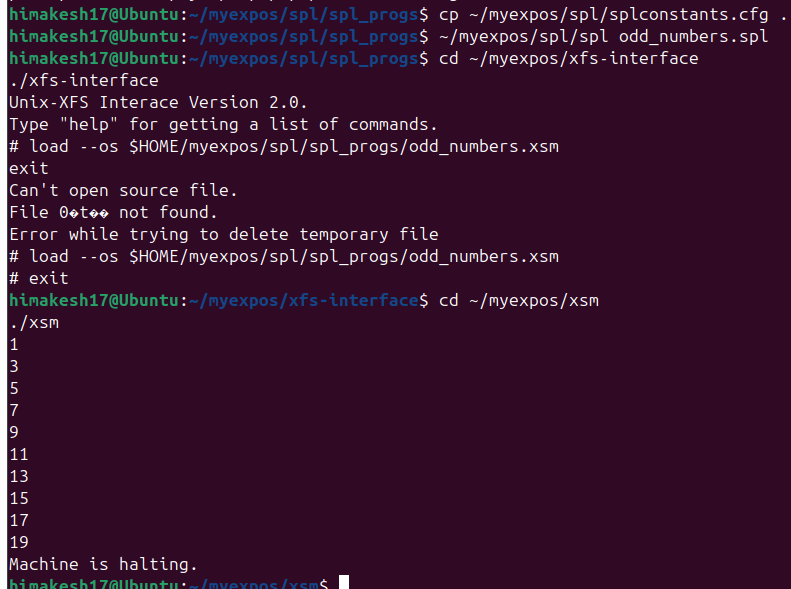 himakesh17@Ubuntu:~/myexpos/spl/spl_progs$ cp ~/myexpos/spl/splconstants.cfg .
himakesh17@Ubuntu:~/myexpos/spl/spl_progs$ ~/myexpos/spl/spl odd_numbers.spl
himakesh17@Ubuntu:~/myexpos/spl/spl_progs$ cd ~/myexpos/xfs-interface
./xfs-interface
Unix-XFS Interace Version 2.0.
Type "help" for getting a list of commands.
# load --os $HOME/myexpos/spl/spl_progs/odd_numbers.xsm
exit
Can't open source file.
File 0�t�� not found.
Error while trying to delete temporary file
# load --os $HOME/myexpos/spl/spl_progs/odd_numbers.xsm
# exit
himakesh17@Ubuntu:~/myexpos/xfs-interface$ cd ~/myexpos/xsm
./xsm
1
3
5
7
9
11
13
15
17
19
Machine is halting.
himakesh17@Ubuntu:~/myexpos/xsm$